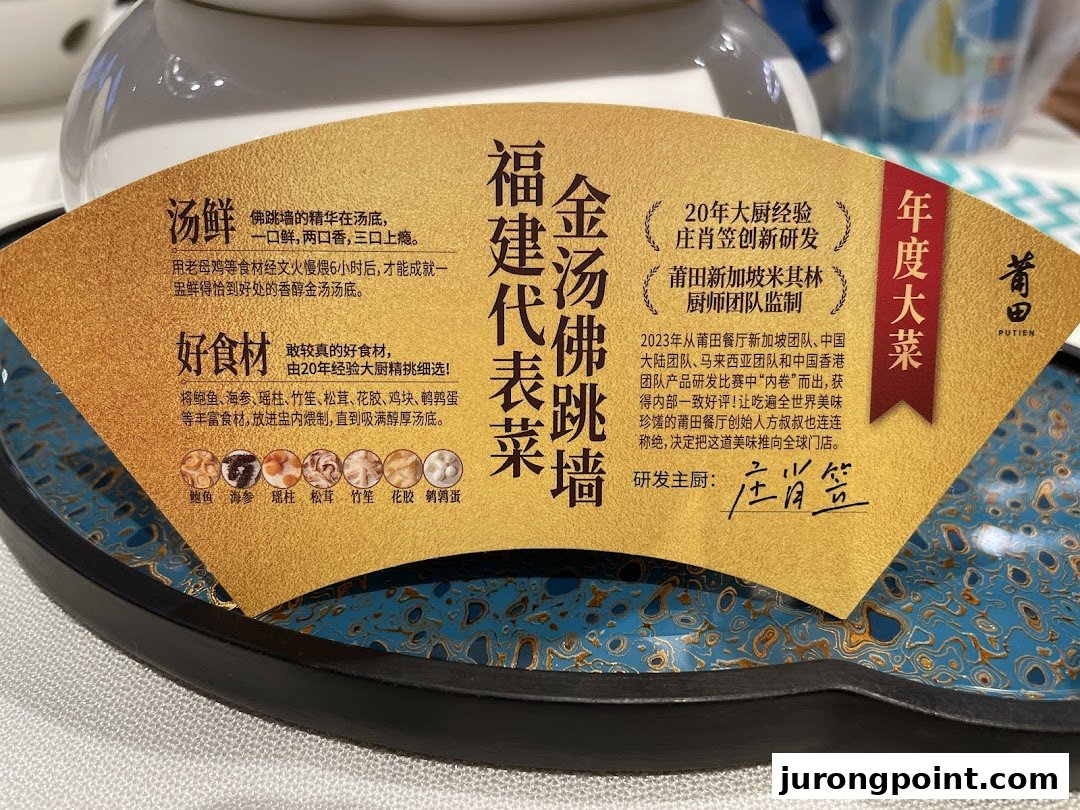 汤鲜
佛跳墙的精华在汤底，
一口鲜，两口香，三口上瘾。
用老母鸡等食材经文火慢煨6小时后，才能成就一
盅鲜得恰到好处的香醇金汤汤底。
好食材
敢较真的好食材，
由20年经验大厨精挑细选！
将鲍鱼、海参、瑶柱、竹笙、松茸、花胶、鸡块、鹌鹑蛋
等丰富食材，放进盅内煨制，直到吸满醇厚汤底。
鲍鱼 海参 瑶柱 松茸 竹笙 花胶 鹌鹑蛋
金汤佛跳墙
福建代表菜
20年大厨经验
庄肖笠创新研发
莆田新加坡米其林
厨师团队监制
2023年从莆田餐厅新加坡团队、中国
大陆团队、马来西亚团队和中国香港
团队产品研发比赛中“内卷”而出，获
得内部一致好评！让吃遍全世界美味
珍馐的莆田餐厅创始人方叔叔也连连
称绝，决定把这道美味推向全球门店。
研发主厨：庄肖笠
年度大菜
莆田
PUTIEN
jurongpoint.com